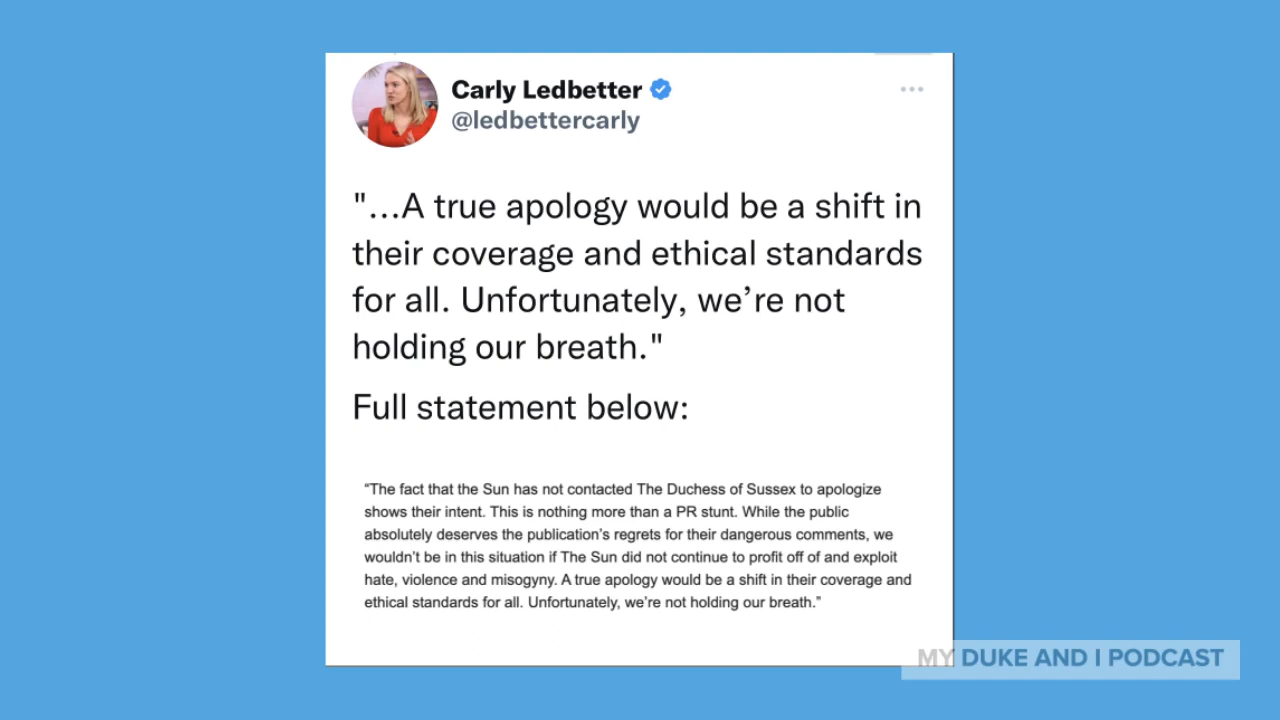 Carly Ledbetter
@ledbettercarly
"...A true apology would be a shift in
their coverage and ethical standards
for all. Unfortunately, we’re not
holding our breath."
Full statement below:
“The fact that the Sun has not contacted The Duchess of Sussex to apologize
shows their intent. This is nothing more than a PR stunt. While the public
absolutely deserves the publication’s regrets for their dangerous comments, we
wouldn’t be in this situation if The Sun did not continue to profit off of and exploit
hate, violence and misogyny. A true apology would be a shift in their coverage and
ethical standards for all. Unfortunately, we’re not holding our breath.”
MY DUKE AND I PODCAST